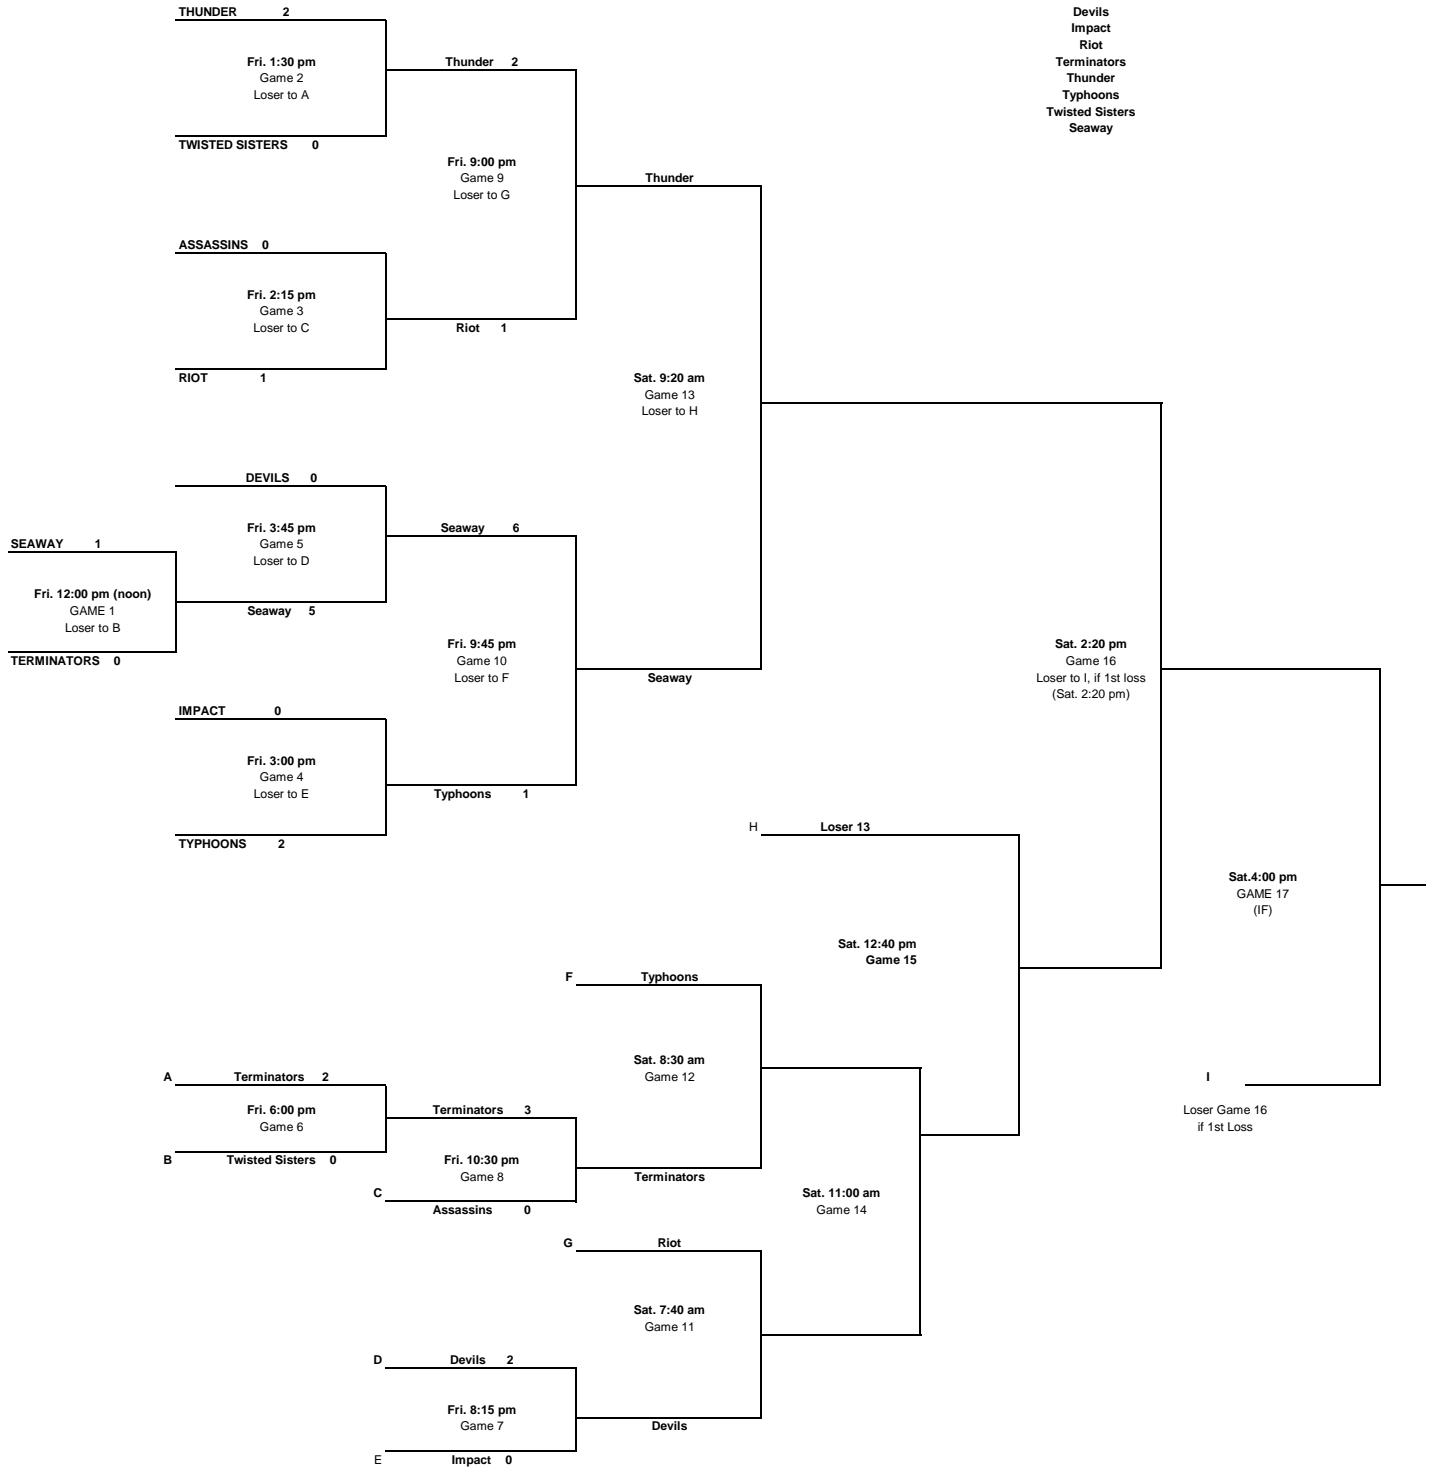 THUNDER 2
Fri. 1:30 pm
Game 2
Loser to A
TWISTED SISTERS 0
Thunder 2
Fri. 9:00 pm
Game 9
Loser to G
Riot 1
ASSASSINS 0
Fri. 2:15 pm
Game 3
Loser to C
RIOT 1
Thunder
Sat. 9:20 am
Game 13
Loser to H
Seaway
Devils
Impact
Riot
Terminators
Thunder
Typhoons
Twisted Sisters
Seaway
DEVILS 0
Fri. 3:45 pm
Game 5
Loser to D
Seaway 5
SEAWAY 1
Fri. 12:00 pm (noon)
GAME 1
Loser to B
TERMINATORS 0
Seaway 6
Fri. 9:45 pm
Game 10
Loser to F
Typhoons 1
IMPACT 0
Fri. 3:00 pm
Game 4
Loser to E
TYPHOONS 2
Sat. 2:20 pm
Game 16
Loser to I, if 1st loss
(Sat. 2:20 pm)
H Loser 13
Sat. 12:40 pm
Game 15
Sat.4:00 pm
GAME 17
(IF)
I
Loser Game 16
if 1st Loss
F Typhoons
Sat. 8:30 am
Game 12
Terminators
A Terminators 2
Fri. 6:00 pm
Game 6
B Twisted Sisters 0
Terminators 3
Fri. 10:30 pm
Game 8
C
Assassins 0
Sat. 11:00 am
Game 14
G Riot
Sat. 7:40 am
Game 11
Devils
D Devils 2
Fri. 8:15 pm
Game 7
E Impact 0